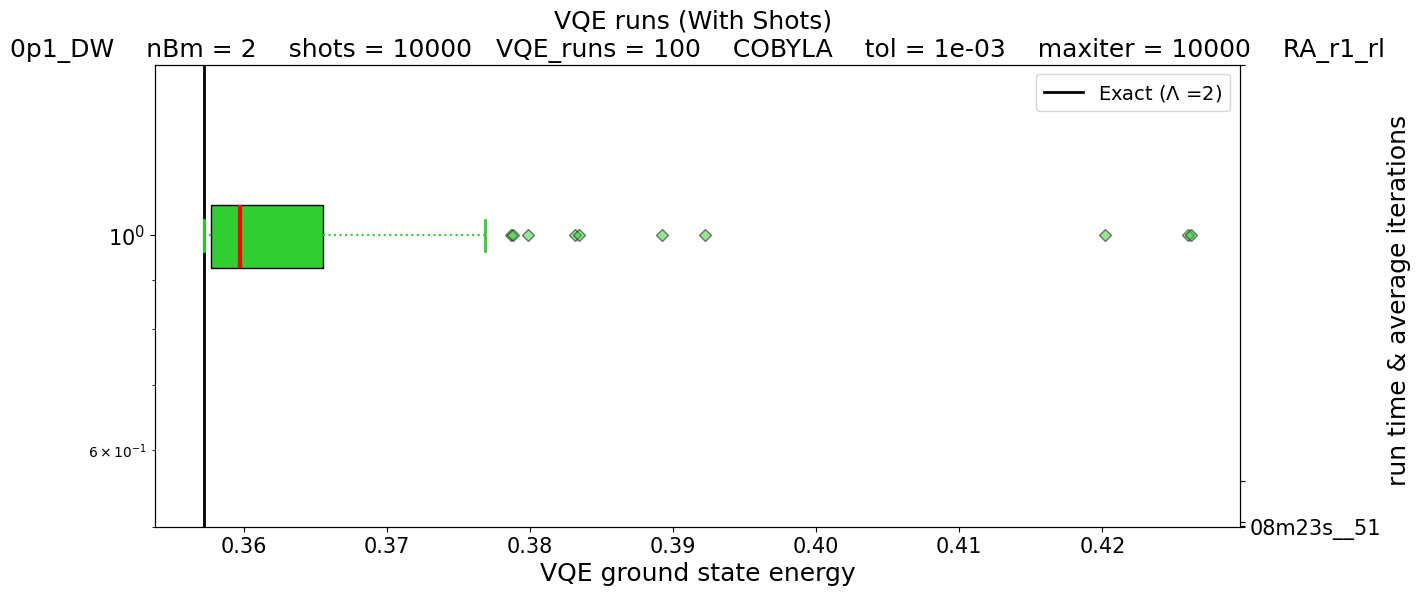 VQE runs (With Shots)
0p1_DW nBm = 2 shots = 10000 VQE_runs = 100 COBYLA tol = 1e-03 maxiter = 10000 RA_r1_rl
Exact (Λ =2)
10⁰
6 × 10⁻¹
run time & average iterations
08m23s__51
0.36 0.37 0.38 0.39 0.40 0.41 0.42
VQE ground state energy